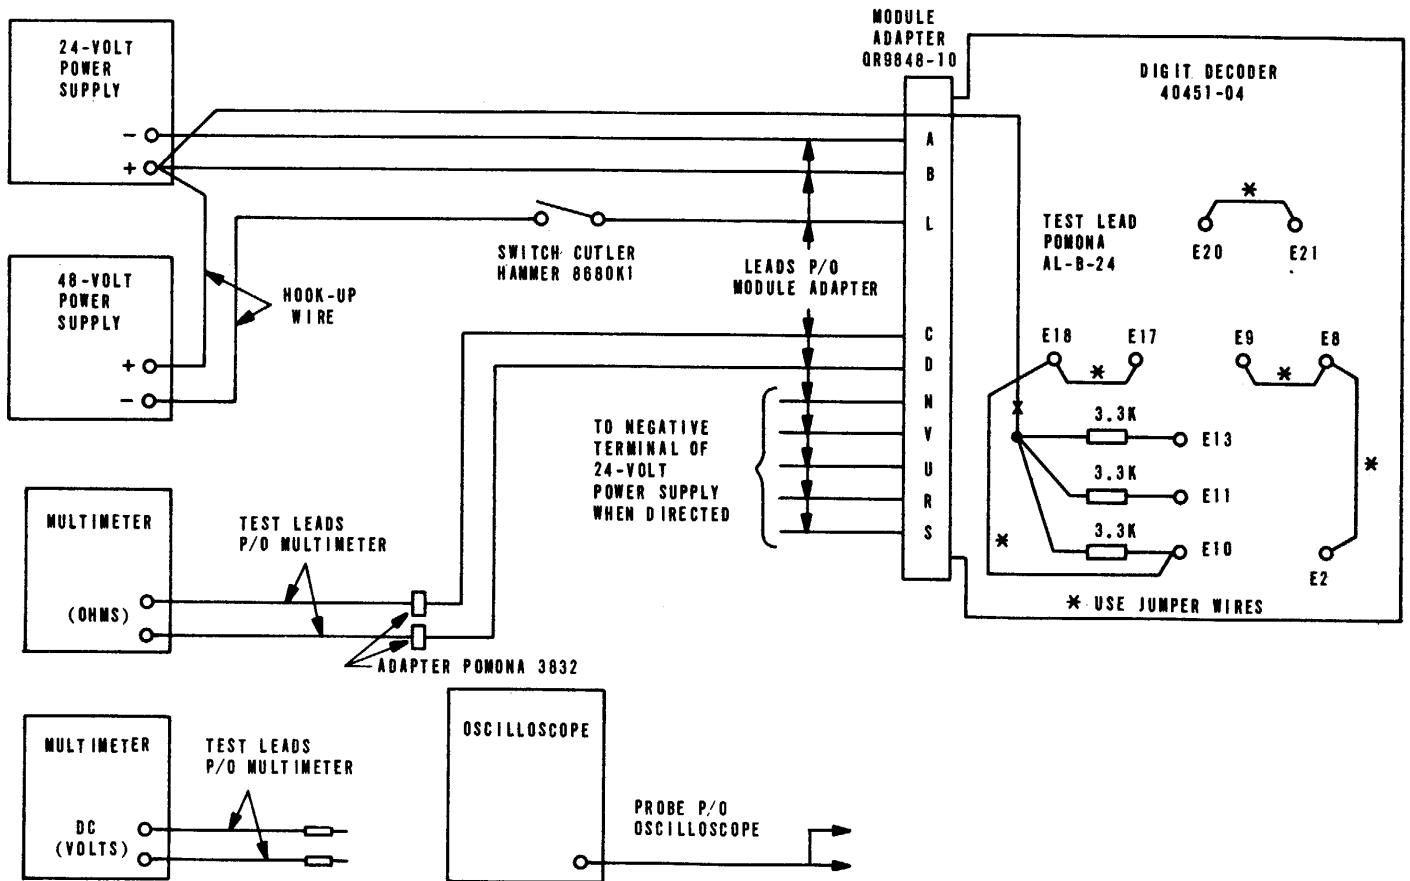 24-VOLT
POWER
SUPPLY
-
+
48-VOLT
POWER
SUPPLY
+
-
HOOK-UP
WIRE
SWITCH CUTLER
HAMMER 8680K1
LEADS P/O
MODULE ADAPTER
MODULE
ADAPTER
QR9848-10
A
B
L
C
D
N
V
U
R
S
TO NEGATIVE
TERMINAL OF
24-VOLT
POWER SUPPLY
WHEN DIRECTED
DIGIT DECODER
40451-04
TEST LEAD
POMONA
AL-B-24
*
E20
E21
E18
E17
*
E9
E8
*
X
3.3K
E13
3.3K
E11
3.3K
E10
*
*
E2
* USE JUMPER WIRES
MULTIMETER
(OHMS)
TEST LEADS
P/O MULTIMETER
ADAPTER POMONA 3832
MULTIMETER
DC
(VOLTS)
TEST LEADS
P/O MULTIMETER
OSCILLOSCOPE
PROBE P/O
OSCILLOSCOPE